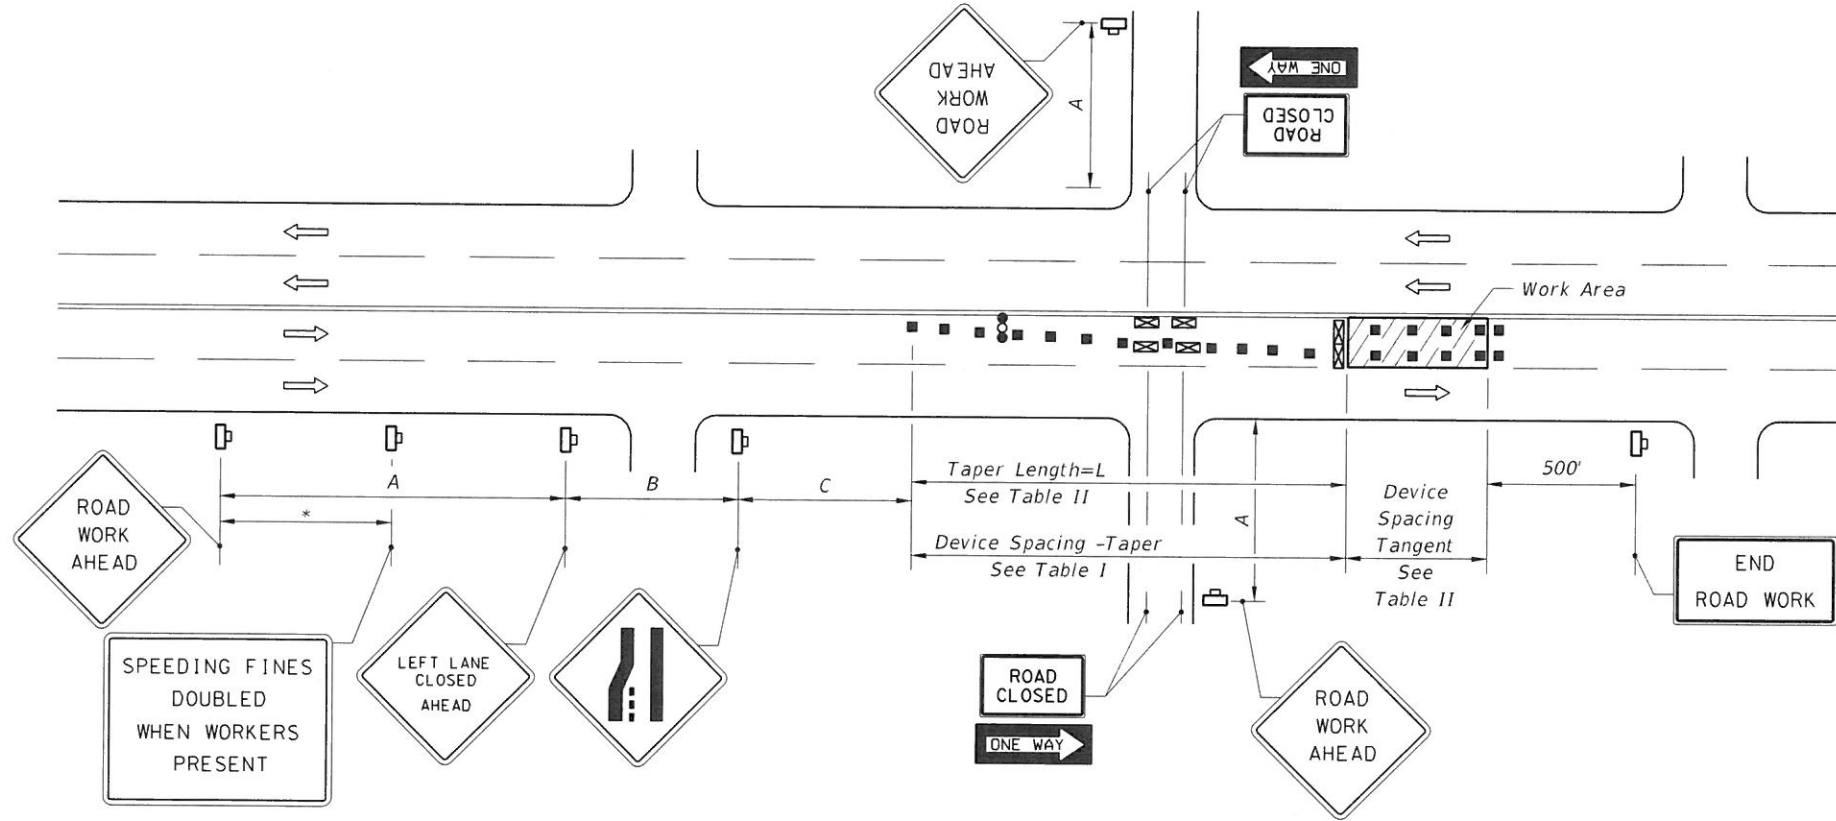 ROAD
WORK
AHEAD
A
ONE WAY
ROAD
CLOSED
Work Area
ROAD
WORK
AHEAD
A
*
B
C
Taper Length=L
See Table II
Device Spacing -Taper
See Table I
A
Device
Spacing
Tangent
See
Table II
500'
END
ROAD WORK
SPEEDING FINES
DOUBLED
WHEN WORKERS
PRESENT
LEFT LANE
CLOSED
AHEAD
ROAD
CLOSED
ONE WAY
ROAD
WORK
AHEAD